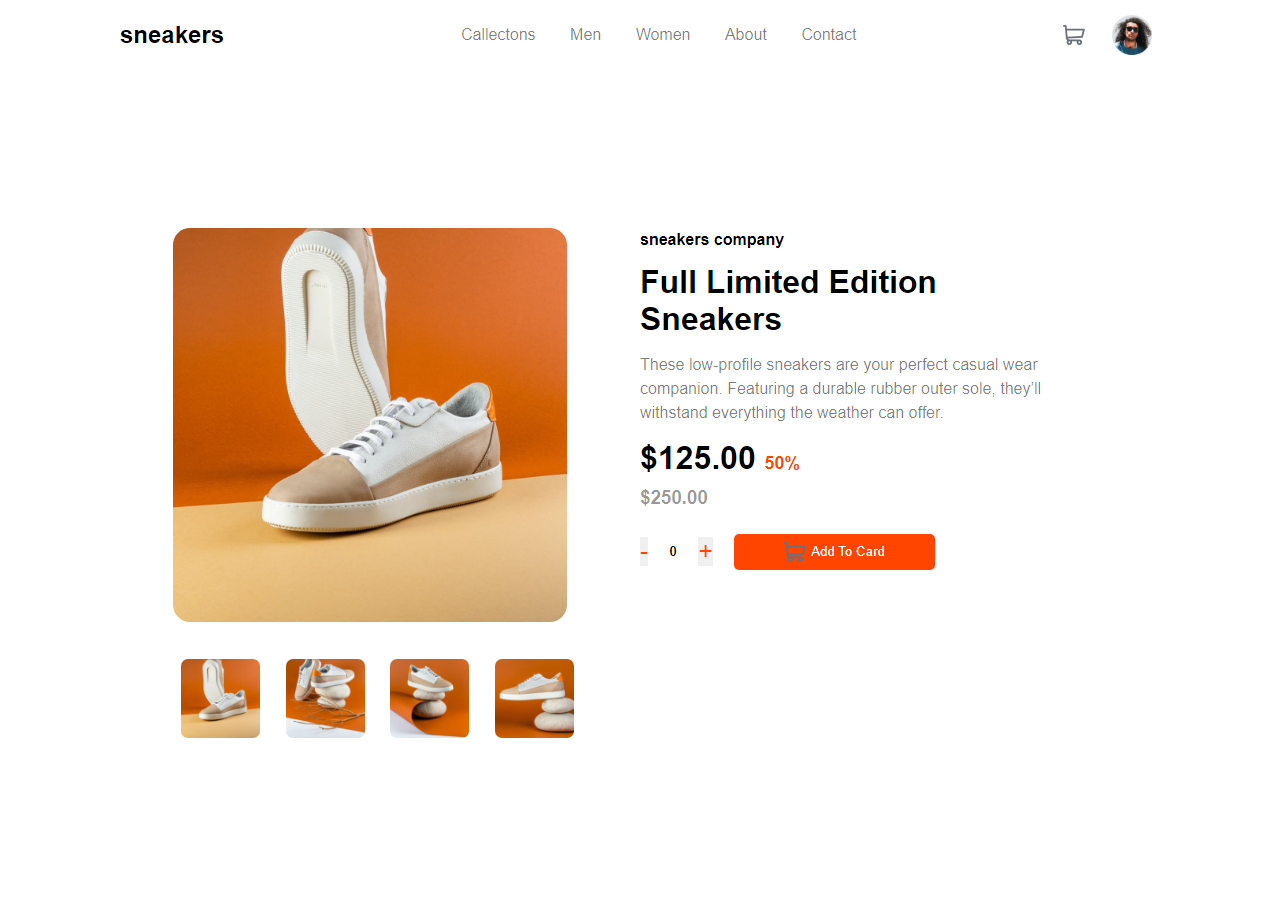 sneakers
Callectons Men Women About Contact
sneakers company
Full Limited Edition
Sneakers
These low-profile sneakers are your perfect casual wear
companion. Featuring a durable rubber outer sole, they’ll
withstand everything the weather can offer.
$125.00 50%
$250.00
- 0 + Add To Card